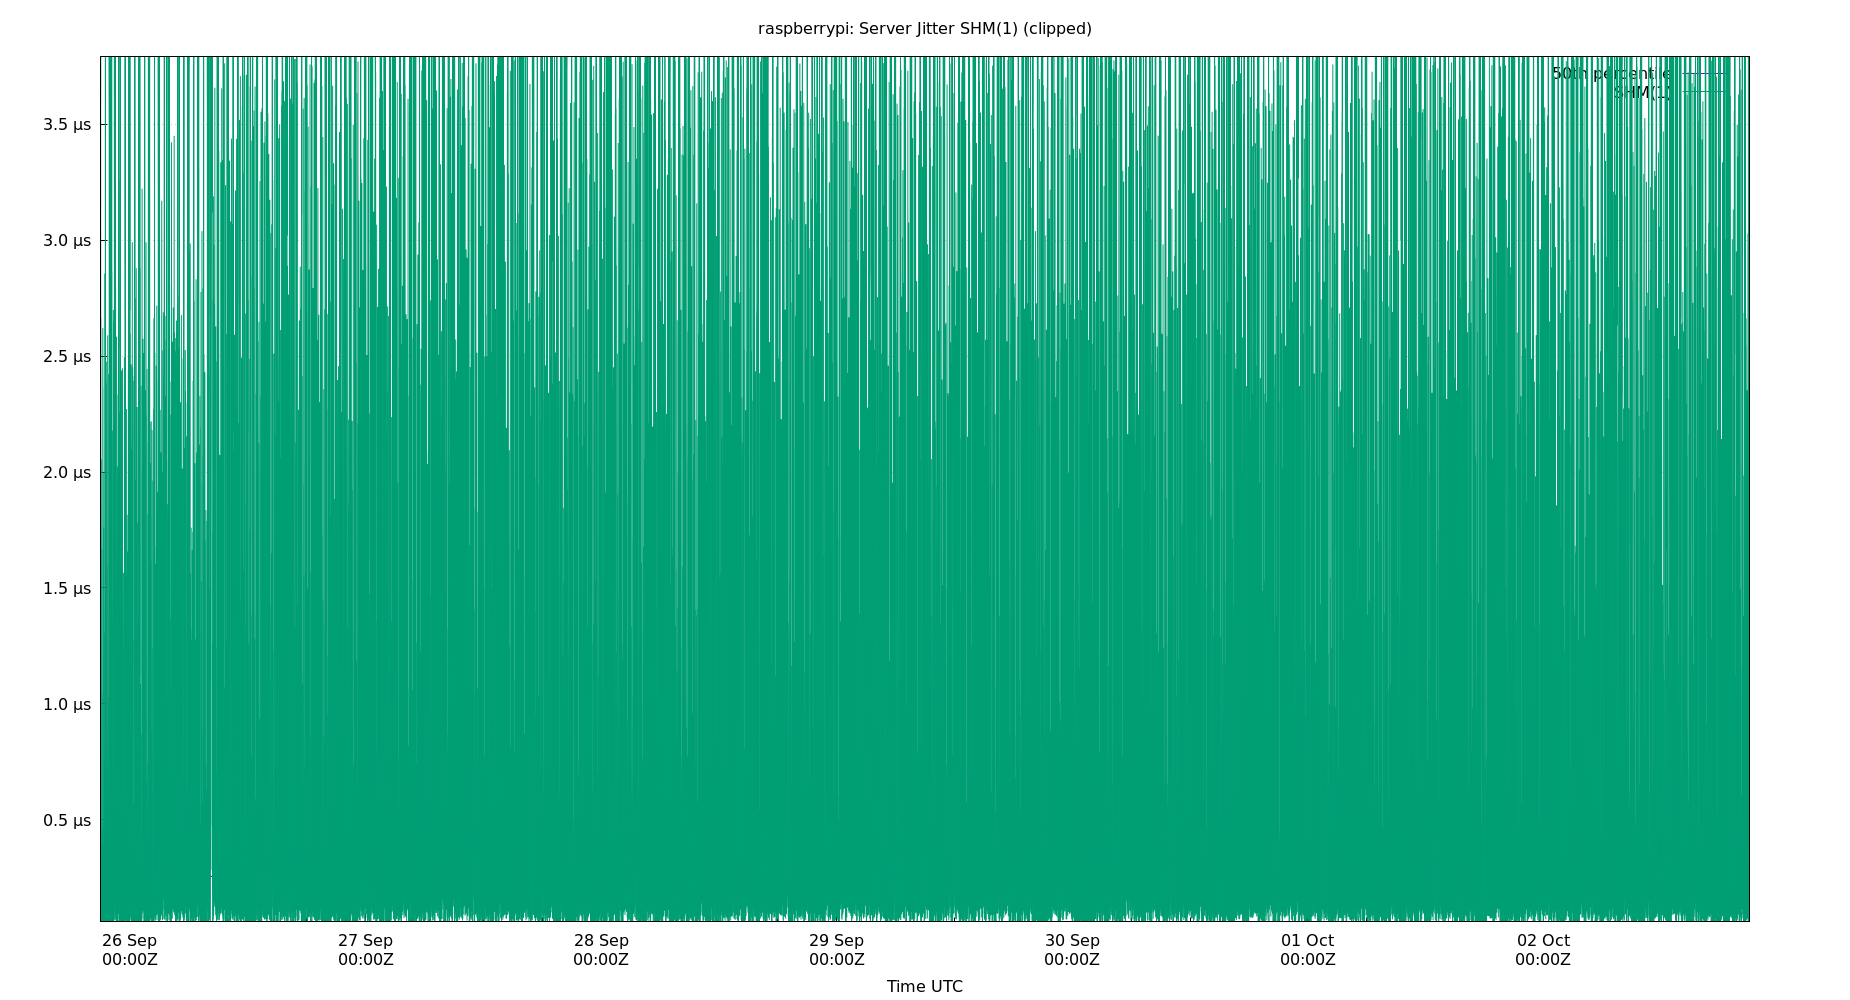 raspberrypi: Server Jitter SHM(1) (clipped)
50th percentile
SHM(1)
3.5 µs
3.0 µs
2.5 µs
2.0 µs
1.5 µs
1.0 µs
0.5 µs
26 Sep 27 Sep 28 Sep 29 Sep 30 Sep 01 Oct 02 Oct
00:00Z 00:00Z 00:00Z 00:00Z 00:00Z 00:00Z 00:00Z
Time UTC